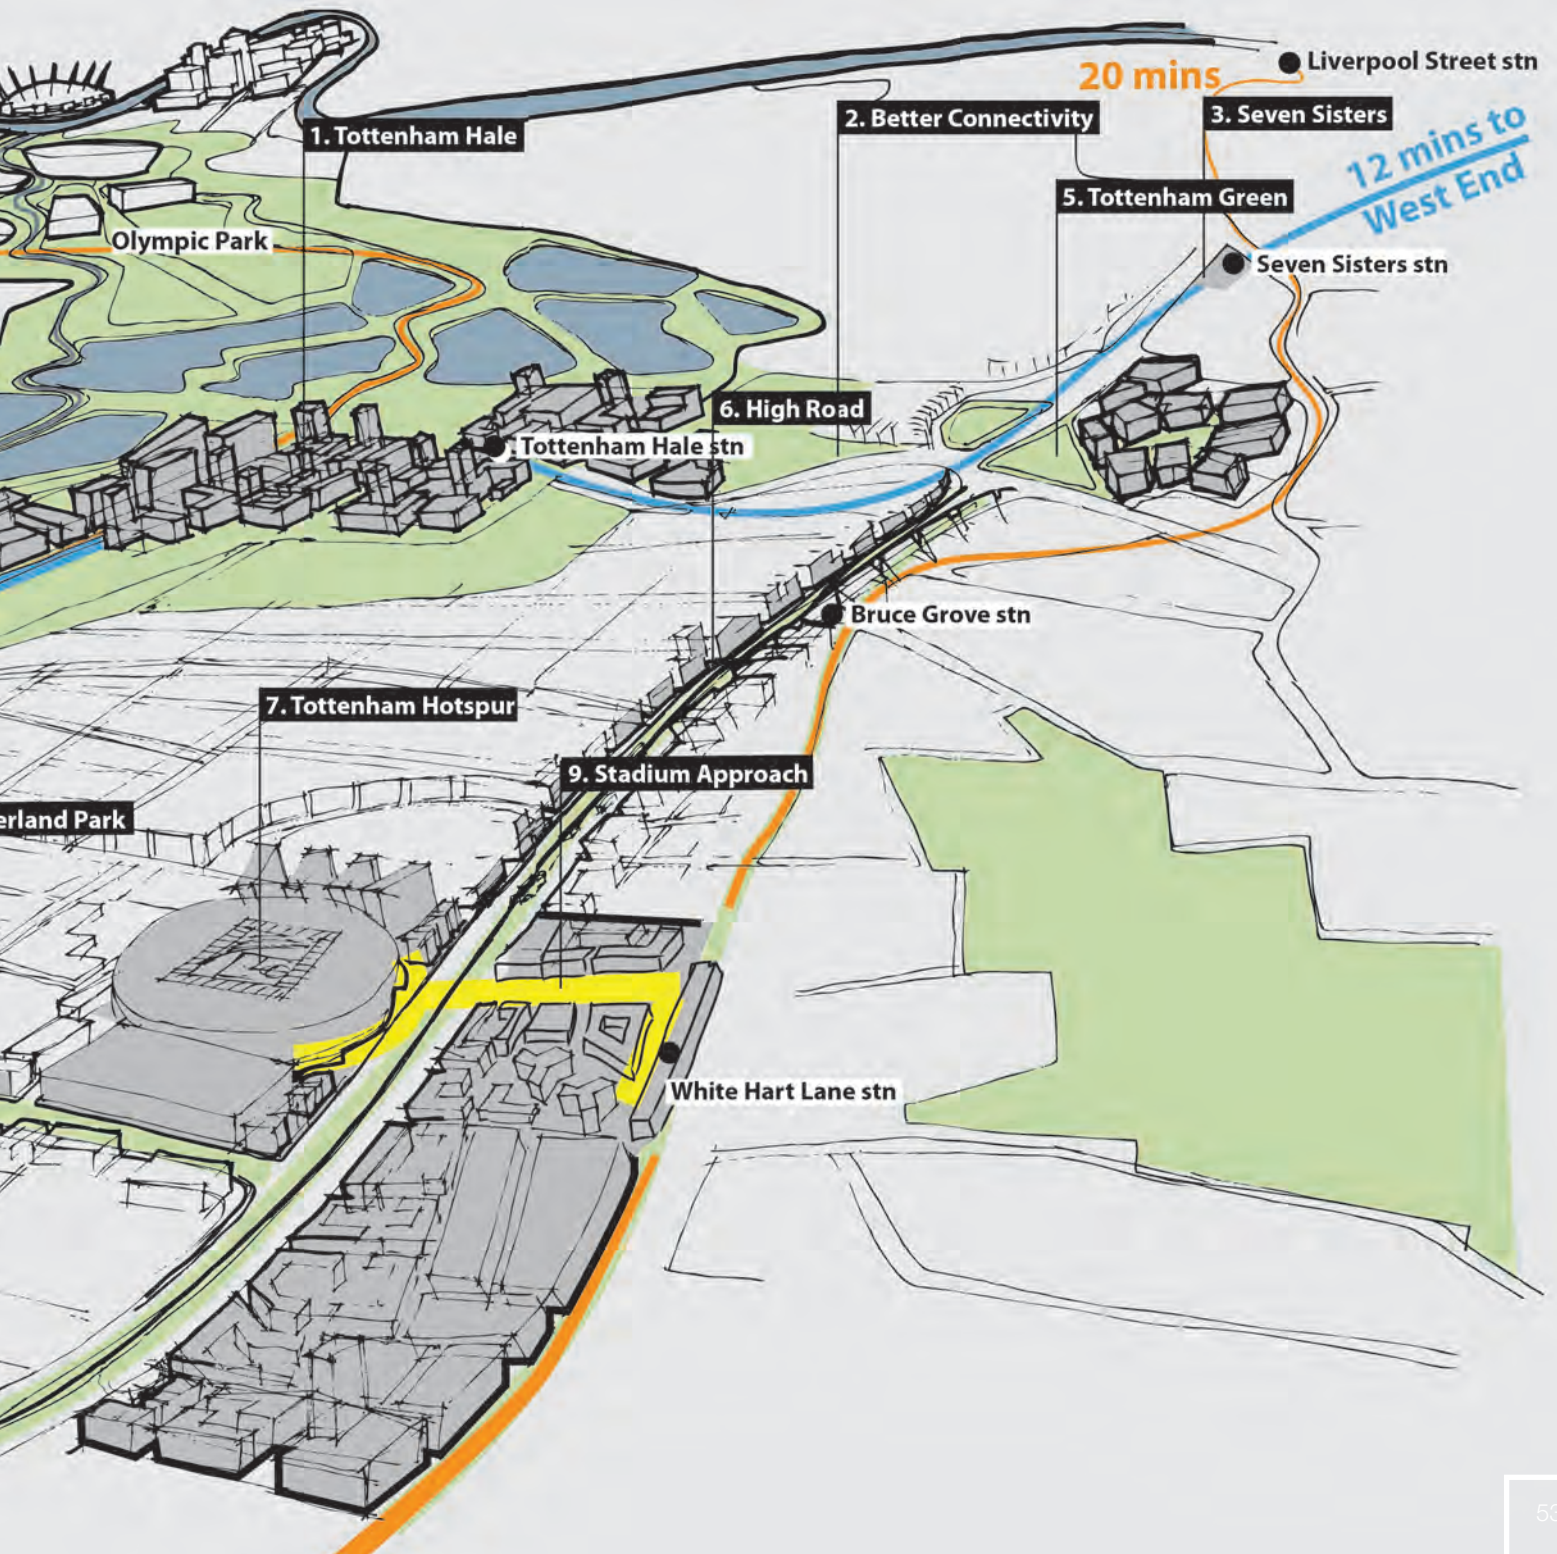 Liverpool Street stn
20 mins
3. Seven Sisters
2. Better Connectivity
1. Tottenham Hale
12 mins to
West End
5. Tottenham Green
Olympic Park
Seven Sisters stn
6. High Road
Tottenham Hale stn
Bruce Grove stn
7. Tottenham Hotspur
9. Stadium Approach
erland Park
White Hart Lane stn
53